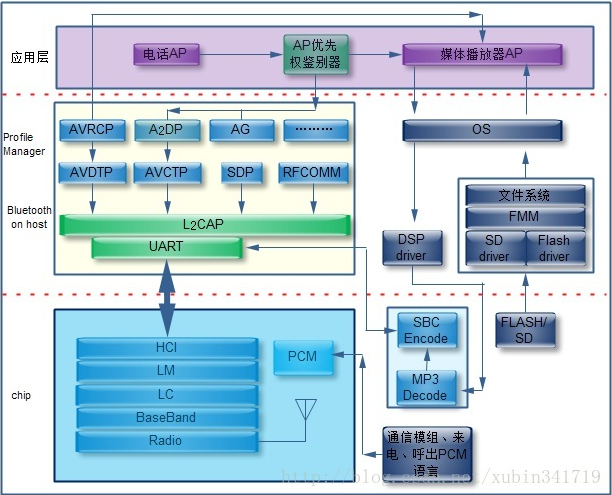 应用层
电话AP
AP优先
权鉴别器
媒体播放器AP
Profile
Manager
AVRCP
A2DP
AG
………
OS
AVDTP
AVCTP
SDP
RFCOMM
文件系统
Bluetooth
on host
L2CAP
FMM
UART
DSP
driver
SD
driver
Flash
driver
SBC
Encode
FLASH/
SD
HCI
PCM
LM
MP3
Decode
chip
LC
BaseBand
Radio
通信模组、来
电、呼出PCM
语言
http://blog.csdn.net/xubin341719